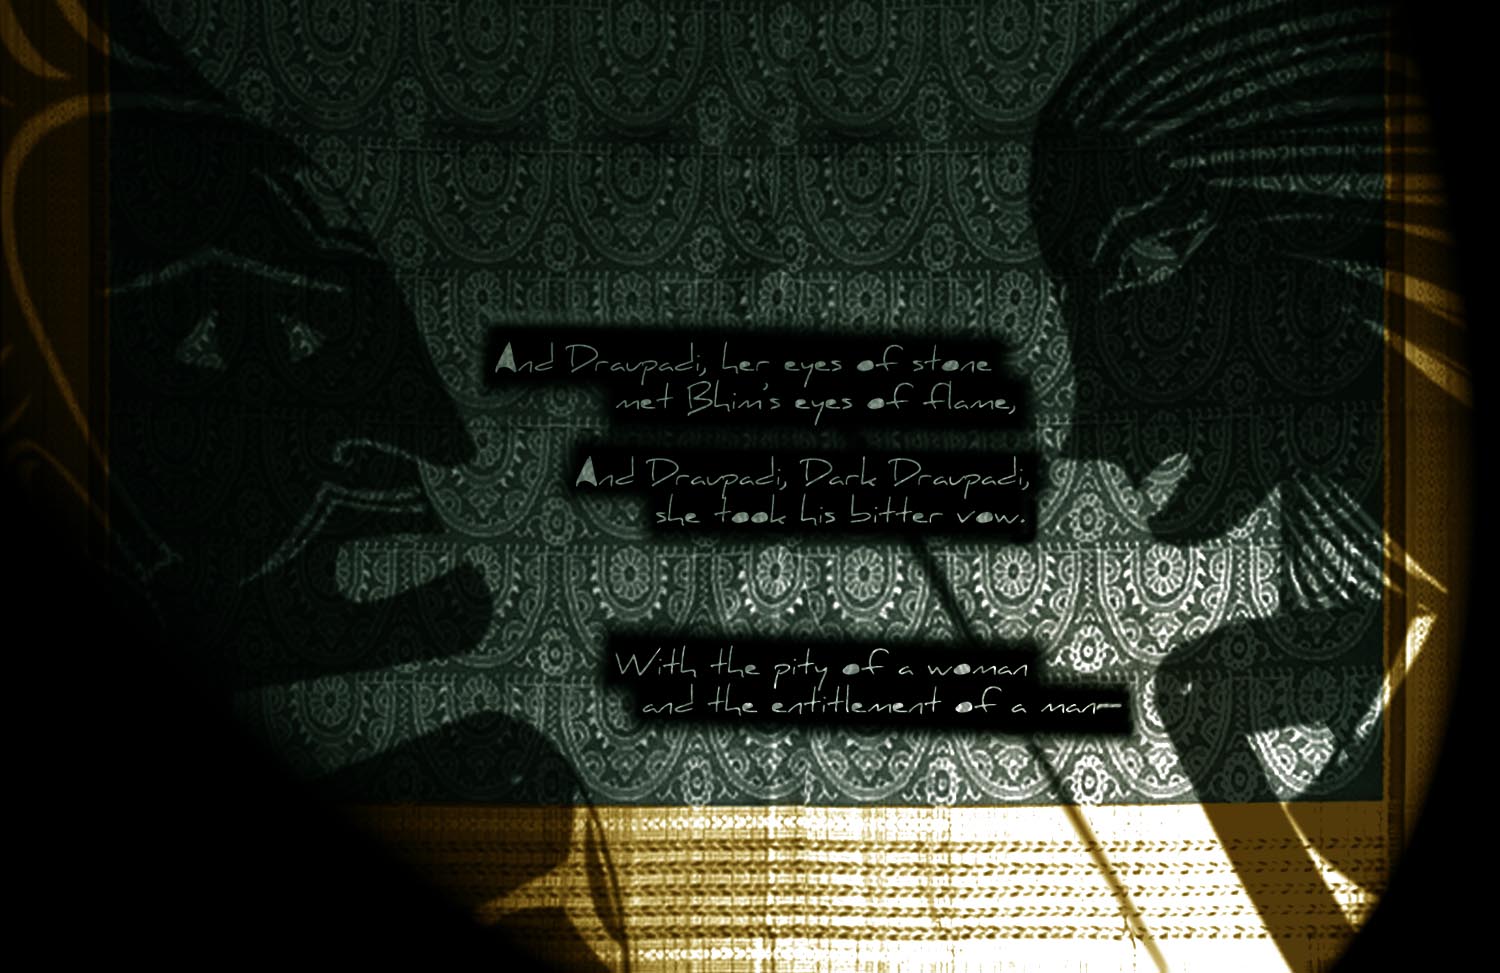 And Draupadi, her eyes of stone
met Bhim's eyes of flame,
And Draupadi, Dark Draupadi,
she took his bitter vow.
With the pity of a woman
and the entitlement of a man—